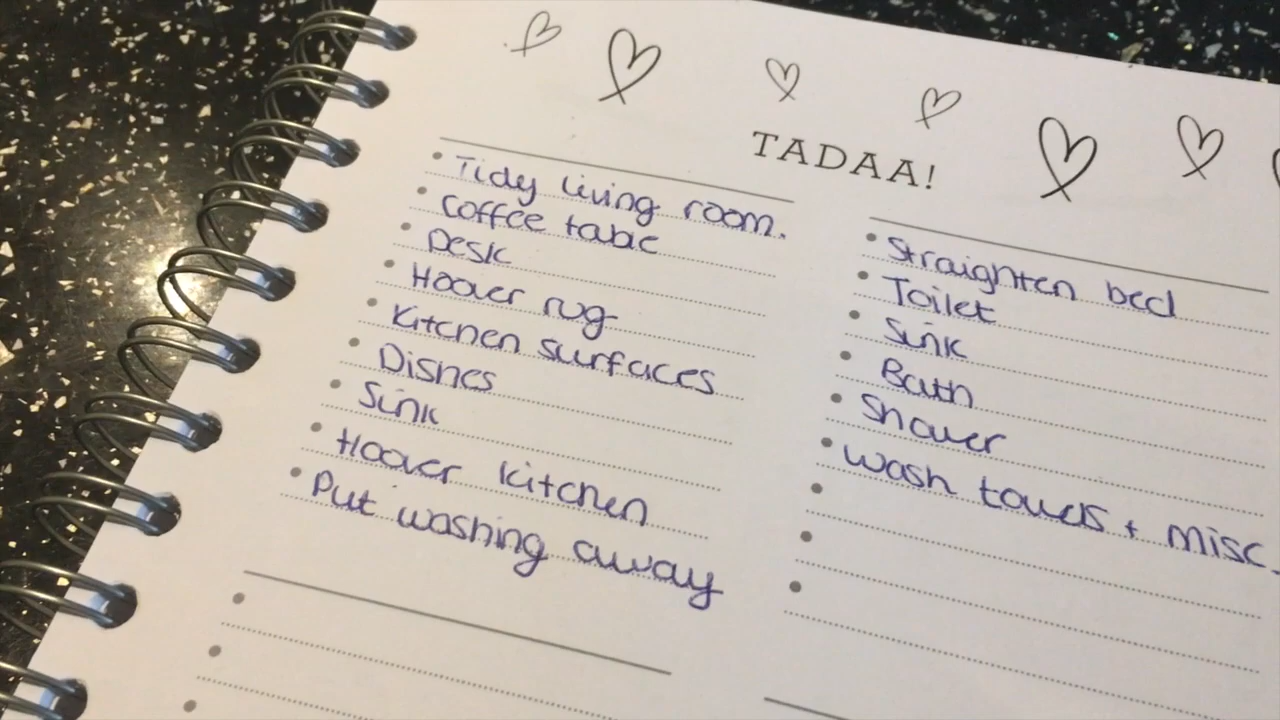 TADAA!
Tidy living room.
Coffee table
Desk
Hoover rug
Kitchen surfaces
Dishes
Sink
Hoover kitchen
Put washing away
Straighten bed
Toilet
Sink
Bath
Shower
Wash towels + misc.